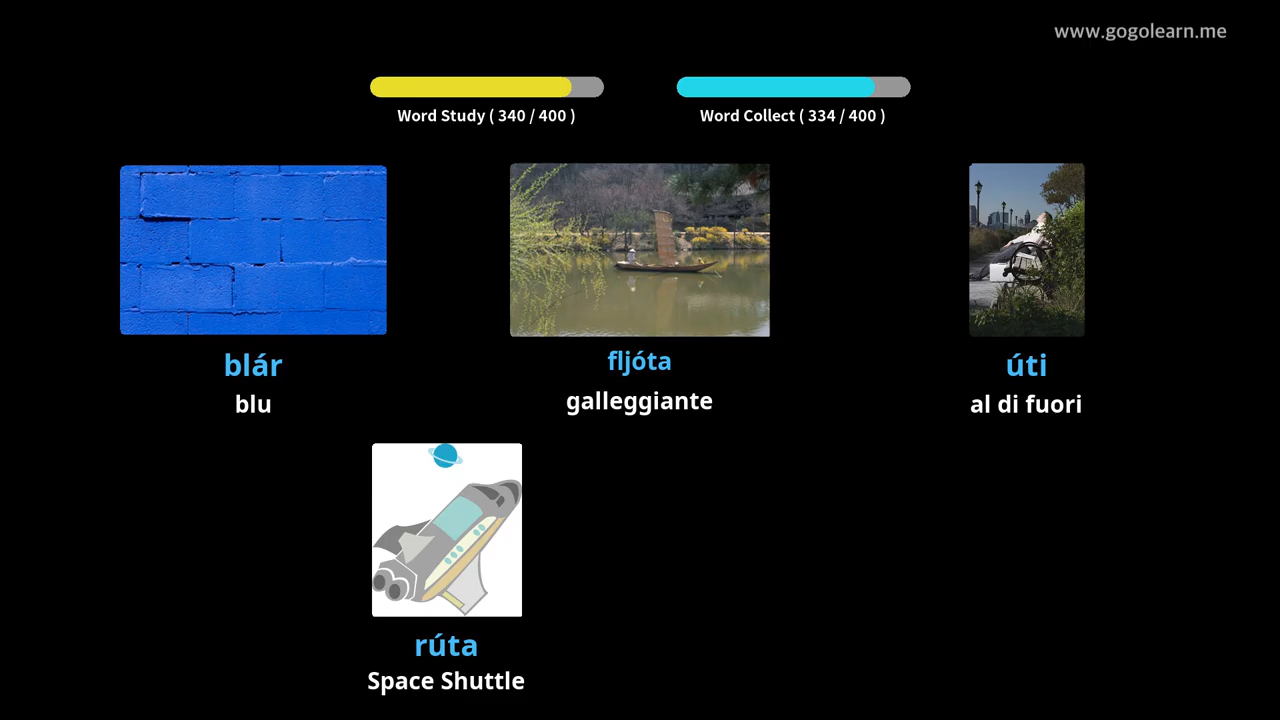 www.gogolearn.me
Word Study ( 340 / 400 )
Word Collect ( 334 / 400 )
blár
blu
fljóta
galleggiante
úti
al di fuori
rúta
Space Shuttle